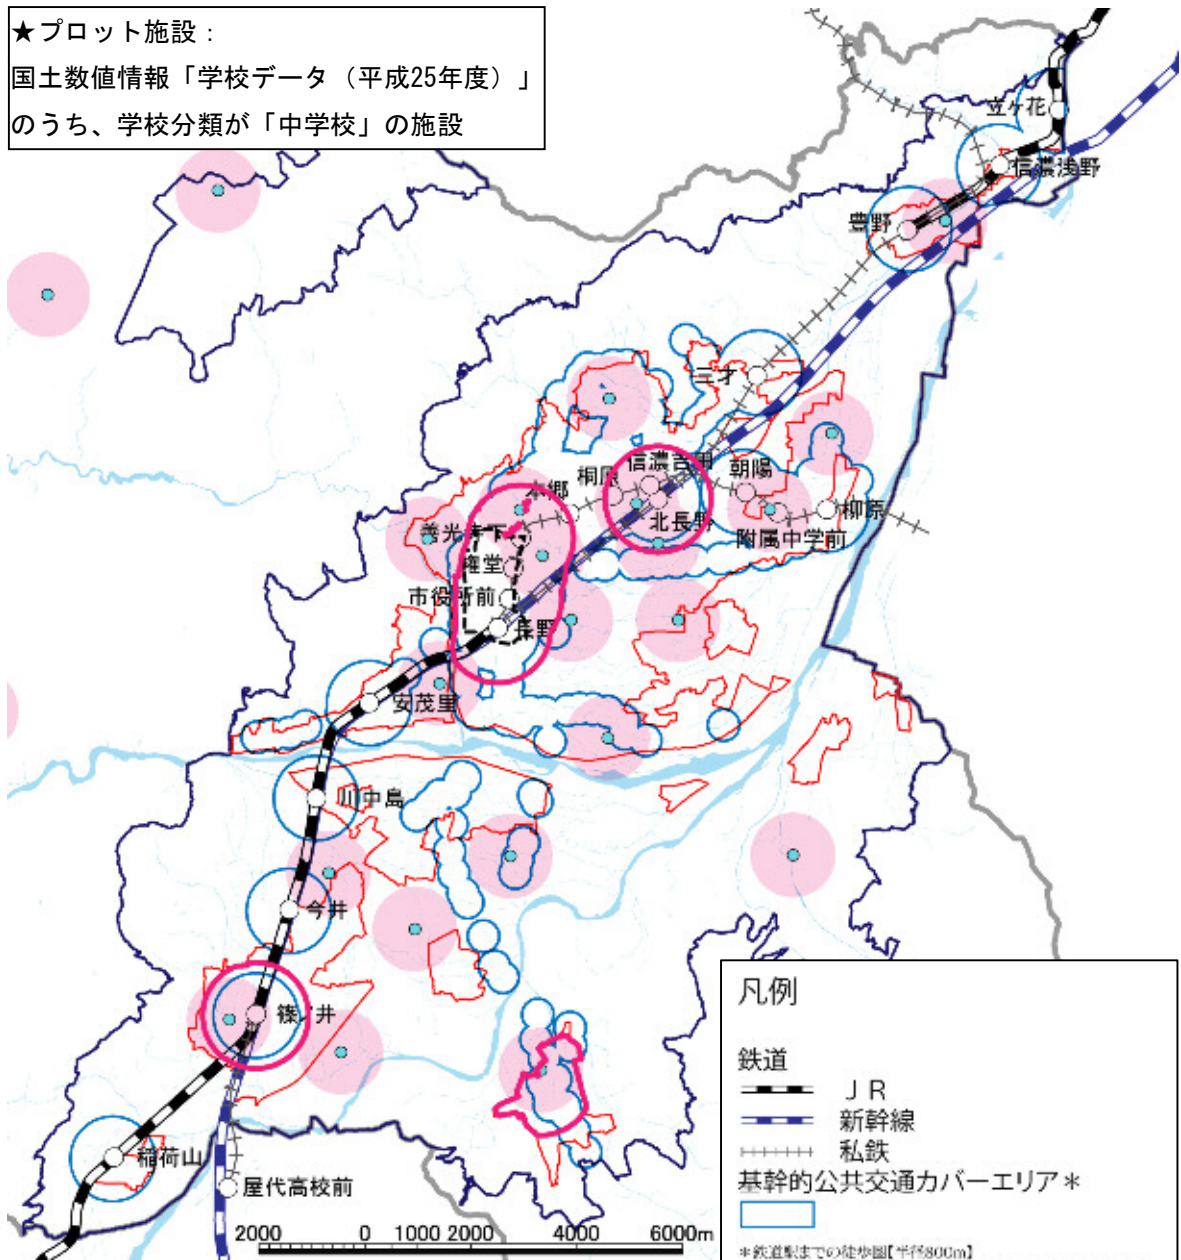 ★プロット施設：
国土数値情報「学校データ（平成25年度）」
のうち、学校分類が「中学校」の施設
立ヶ花
信濃浅野
豊野
三才
信濃吉田
朝陽
桐原
本郷
柳原
北長野
附属中学前
善光寺下
権堂
市役所前
長野
安茂里
川中島
今井
篠ノ井
稲荷山
屋代高校前
2000 0 1000 2000 4000 6000m
凡例
鉄道
ＪＲ
新幹線
私鉄
基幹的公共交通カバーエリア＊
＊鉄道駅までの徒歩圏【半径800m】